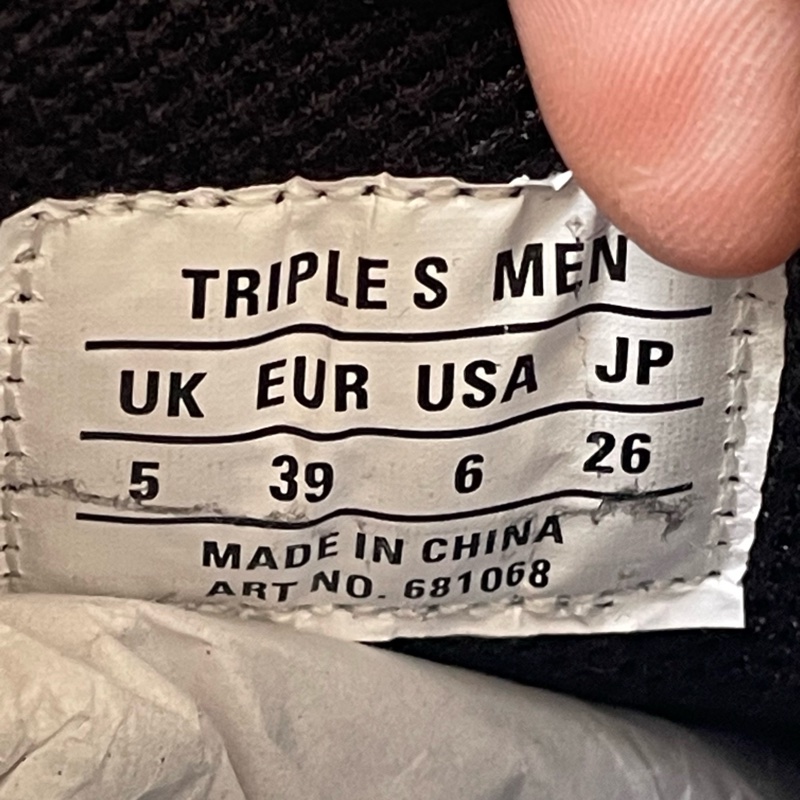 TRIPLE S MEN
UK EUR USA JP
5 39 6 26
MADE IN CHINA
ART NO. 681068